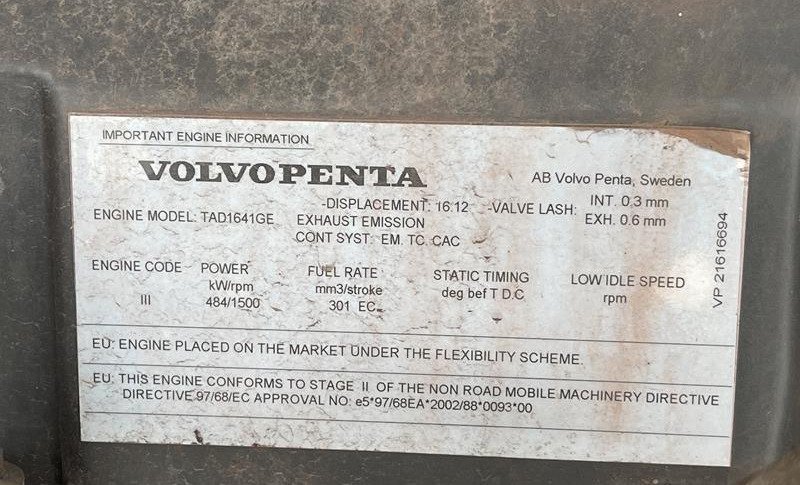 IMPORTANT ENGINE INFORMATION
VOLVO PENTA
AB Volvo Penta, Sweden
ENGINE MODEL: TAD1641GE
-DISPLACEMENT: 16.12
EXHAUST EMISSION
CONT SYST: EM. TC. CAC
-VALVE LASH: INT. 0.3 mm
EXH. 0.6 mm
VP 21616694
ENGINE CODE
III
POWER
kW/rpm
484/1500
FUEL RATE
mm3/stroke
301 EC
STATIC TIMING
deg bef T D C
LOW IDLE SPEED
rpm
EU: ENGINE PLACED ON THE MARKET UNDER THE FLEXIBILITY SCHEME.
EU: THIS ENGINE CONFORMS TO STAGE II OF THE NON ROAD MOBILE MACHINERY DIRECTIVE
DIRECTIVE 97/68/EC APPROVAL NO: e5*97/68EA*2002/88*0093*00